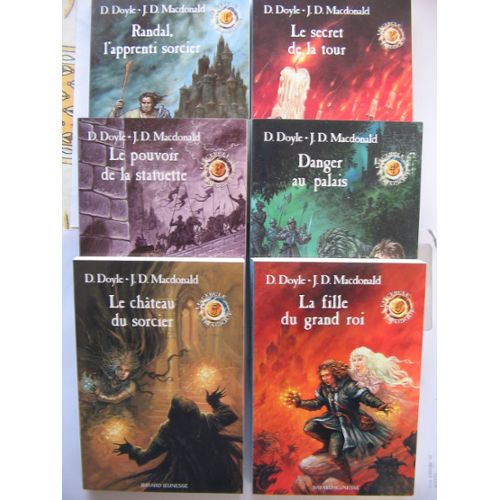 D. Doyle • J. D. Macdonald
Randal,
l'apprenti sorcier
D. Doyle • J. D. Macdonald
Le secret
de la tour
D. Doyle • J. D. Macdonald
Le pouvoir
de la statuette
D. Doyle • J. D. Macdonald
Danger
au palais
D. Doyle • J. D. Macdonald
Le château
du sorcier
BAYARD JEUNESSE
D. Doyle • J. D. Macdonald
La fille
du grand roi
BAYARD JEUNESSE